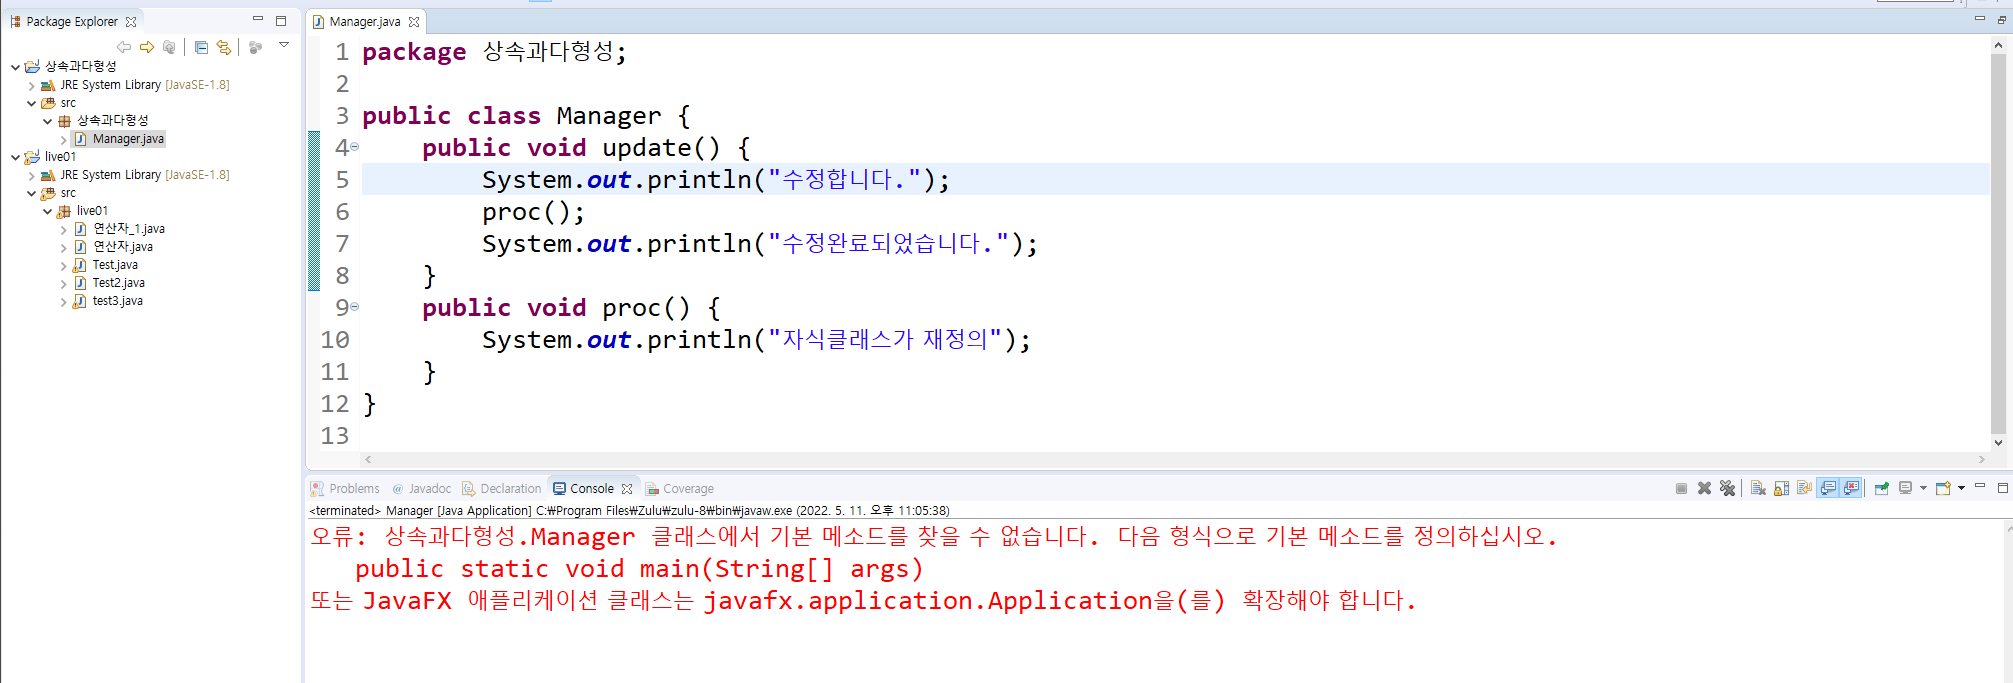 Package Explorer
상속과다형성
JRE System Library [JavaSE-1.8]
src
상속과다형성
Manager.java
live01
JRE System Library [JavaSE-1.8]
src
live01
연산자_1.java
연산자.java
Test.java
Test2.java
test3.java
Manager.java
1 package 상속과다형성;
2
3 public class Manager {
4 public void update() {
5 System.out.println("수정합니다.");
6 proc();
7 System.out.println("수정완료되었습니다.");
8 }
9 public void proc() {
10 System.out.println("자식클래스가 재정의");
11 }
12 }
13
Problems @ Javadoc Declaration Console Coverage
<terminated> Manager [Java Application] C:₩Program Files₩Zulu₩zulu-8₩bin₩javaw.exe (2022. 5. 11. 오후 11:05:38)
오류: 상속과다형성.Manager 클래스에서 기본 메소드를 찾을 수 없습니다. 다음 형식으로 기본 메소드를 정의하십시오.
public static void main(String[] args)
또는 JavaFX 애플리케이션 클래스는 javafx.application.Application을(를) 확장해야 합니다.